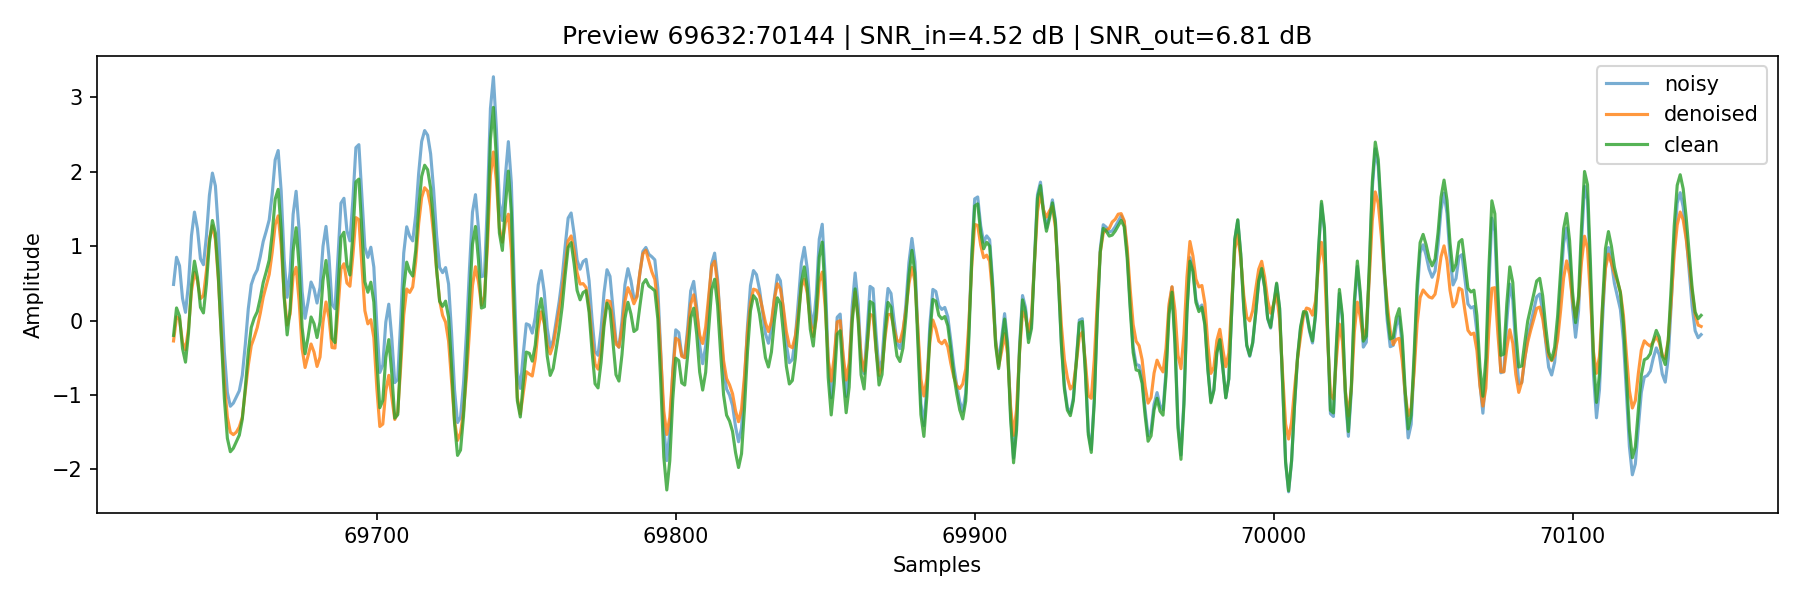 Preview 69632:70144 | SNR_in=4.52 dB | SNR_out=6.81 dB
noisy
denoised
clean
Amplitude
3
2
1
0
−1
−2
69700 69800 69900 70000 70100
Samples